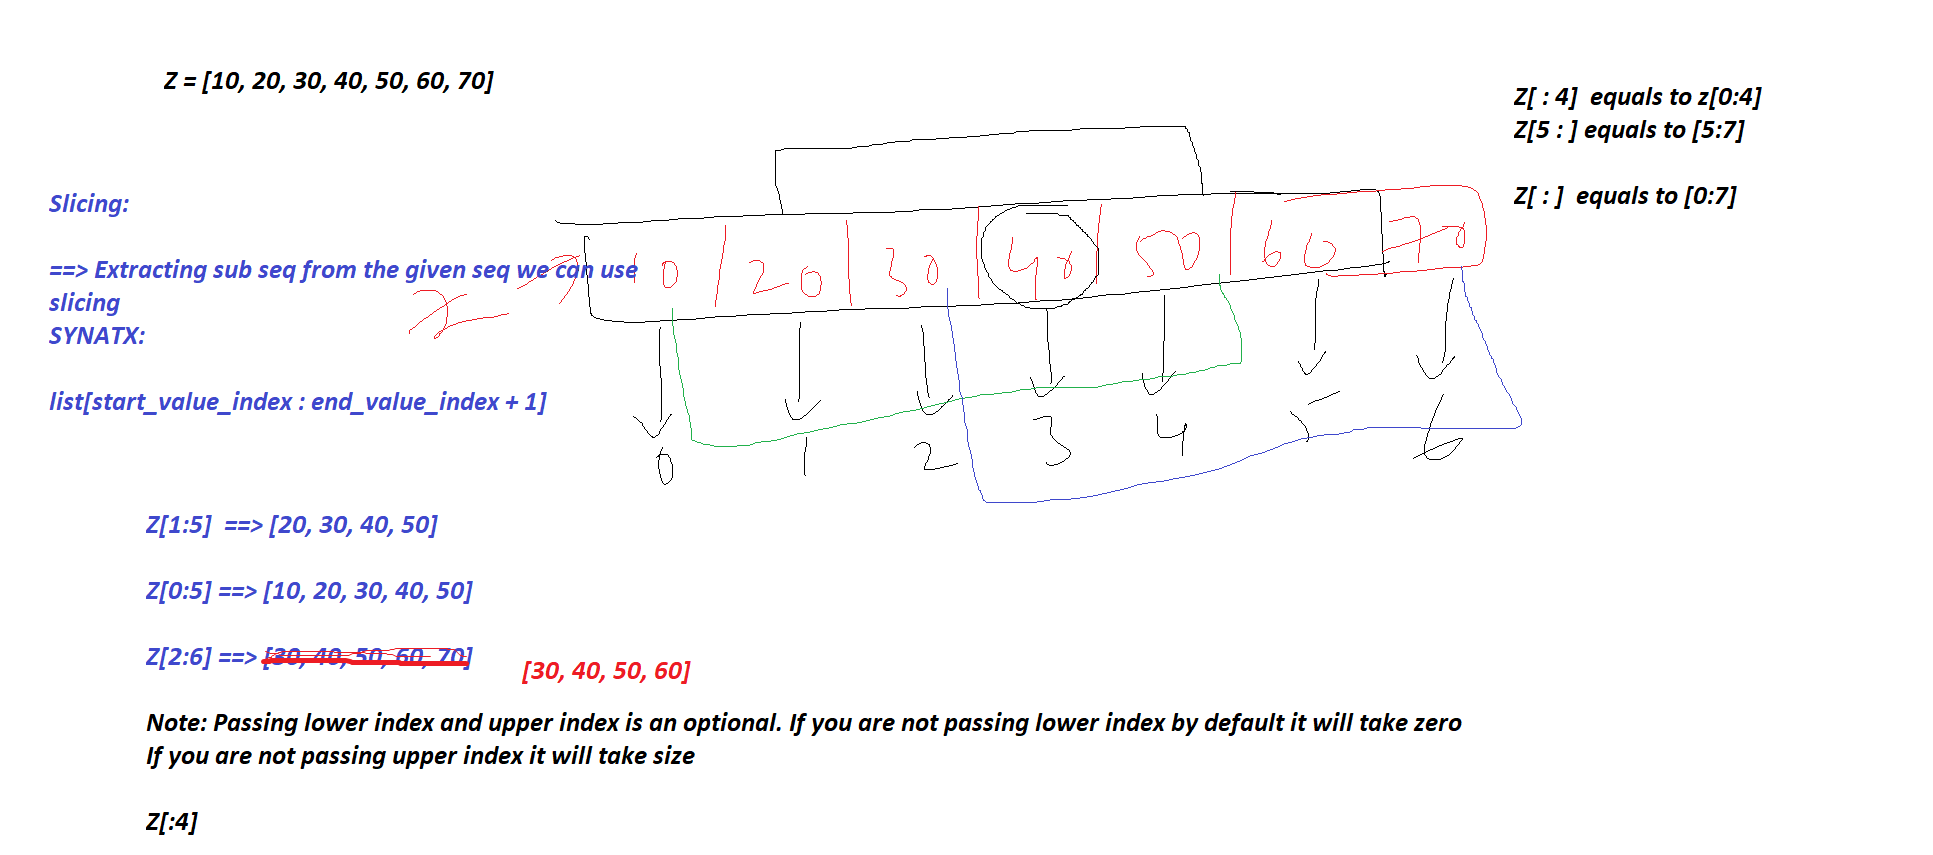 Z = [10, 20, 30, 40, 50, 60, 70]
Z[ : 4]  equals to z[0:4]
Z[5 : ] equals to [5:7]
Z[ : ]  equals to [0:7]
Slicing:
==> Extracting sub seq from the given seq we can use
slicing
SYNATX:
list[start_value_index : end_value_index + 1]
Z 10 20 30 40 50 60 70
0 1 2 3 4 5 6
Z[1:5]  ==> [20, 30, 40, 50]
Z[0:5] ==> [10, 20, 30, 40, 50]
Z[2:6] ==> [30, 40, 50, 60, 70] [30, 40, 50, 60]
Note: Passing lower index and upper index is an optional. If you are not passing lower index by default it will take zero
If you are not passing upper index it will take size
Z[:4]